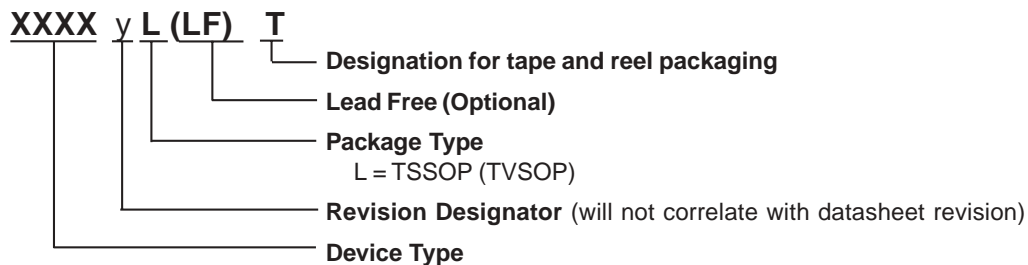 XXXX y L (LF) T
Designation for tape and reel packaging
Lead Free (Optional)
Package Type
L = TSSOP (TVSOP)
Revision Designator (will not correlate with datasheet revision)
Device Type